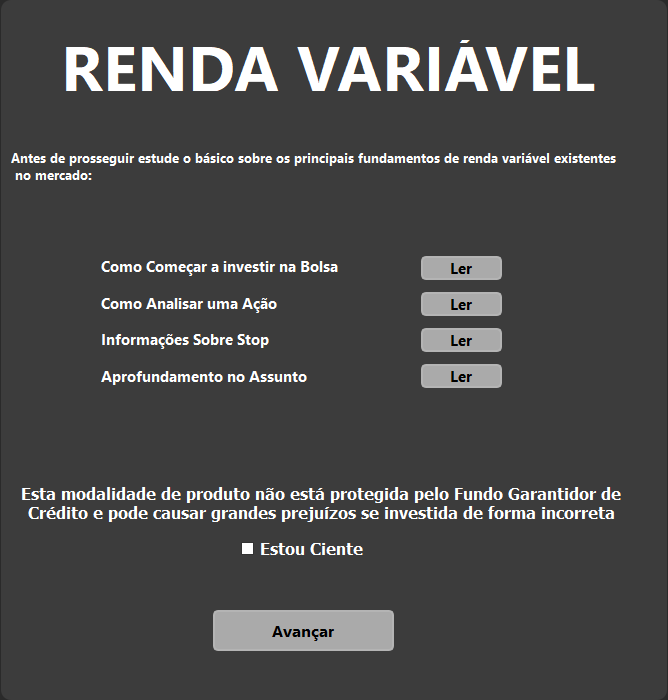 RENDA VARIÁVEL
Antes de prosseguir estude o básico sobre os principais fundamentos de renda variável existentes
no mercado:
Como Começar a investir na Bolsa Ler
Como Analisar uma Ação Ler
Informações Sobre Stop Ler
Aprofundamento no Assunto Ler
Esta modalidade de produto não está protegida pelo Fundo Garantidor de
Crédito e pode causar grandes prejuízos se investida de forma incorreta
Estou Ciente
Avançar